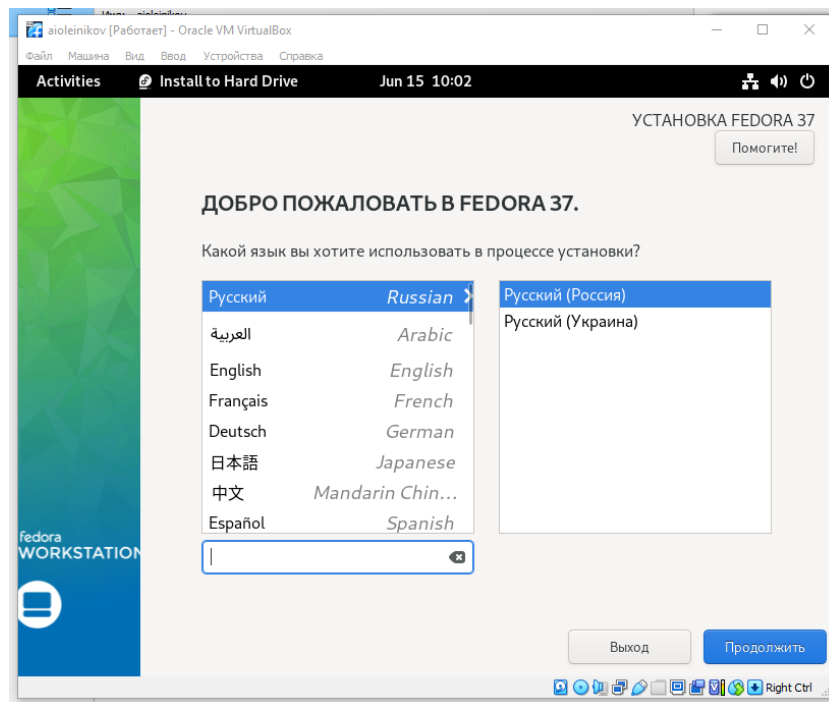 aioleinikov [Работает] - Oracle VM VirtualBox
Файл Машина Вид Ввод Устройства Справка
Activities Install to Hard Drive Jun 15 10:02
УСТАНОВКА FEDORA 37
Помогите!
ДОБРО ПОЖАЛОВАТЬ В FEDORA 37.
Какой язык вы хотите использовать в процессе установки?
Русский Russian
العربية Arabic
English English
Français French
Deutsch German
日本語 Japanese
中文 Mandarin Chin...
Español Spanish
Русский (Россия)
Русский (Украина)
fedora
WORKSTATION
Выход Продолжить
Right Ctrl